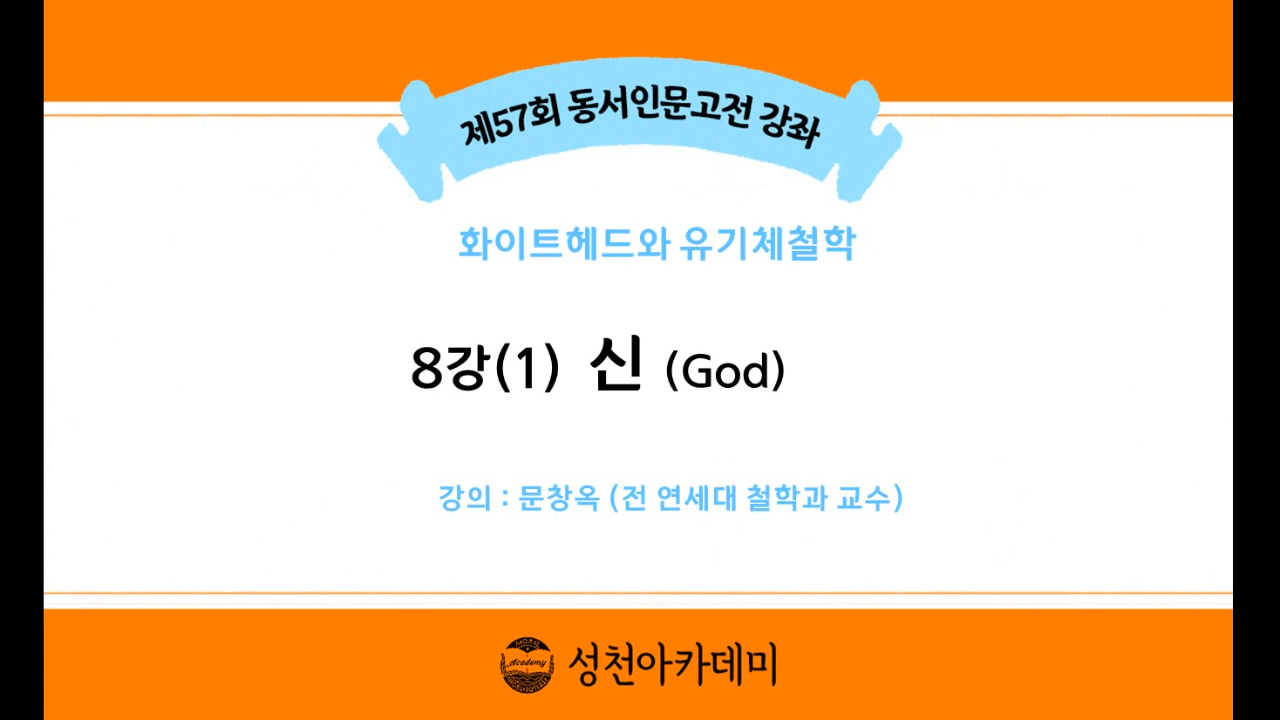 제57회 동서인문고전 강좌
화이트헤드와 유기체철학
8강(1) 신 (God)
강의 : 문창옥 (전 연세대 철학과 교수)
Academy
성천아카데미